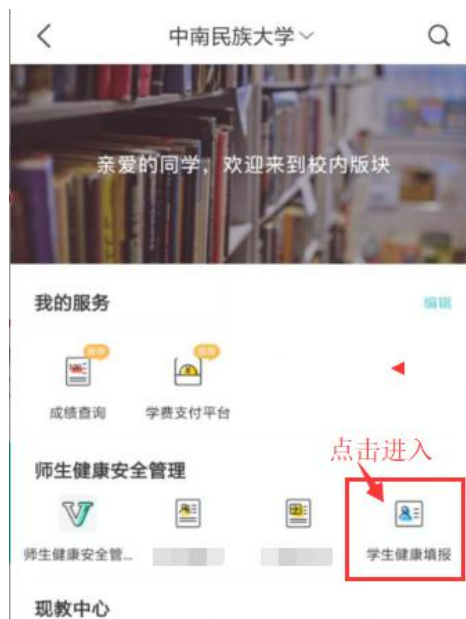 中南民族大学
亲爱的同学，欢迎来到校内版块
我的服务
编辑
成绩查询
学费支付平台
点击进入
师生健康安全管理
师生健康安全管...
学生健康填报
现教中心